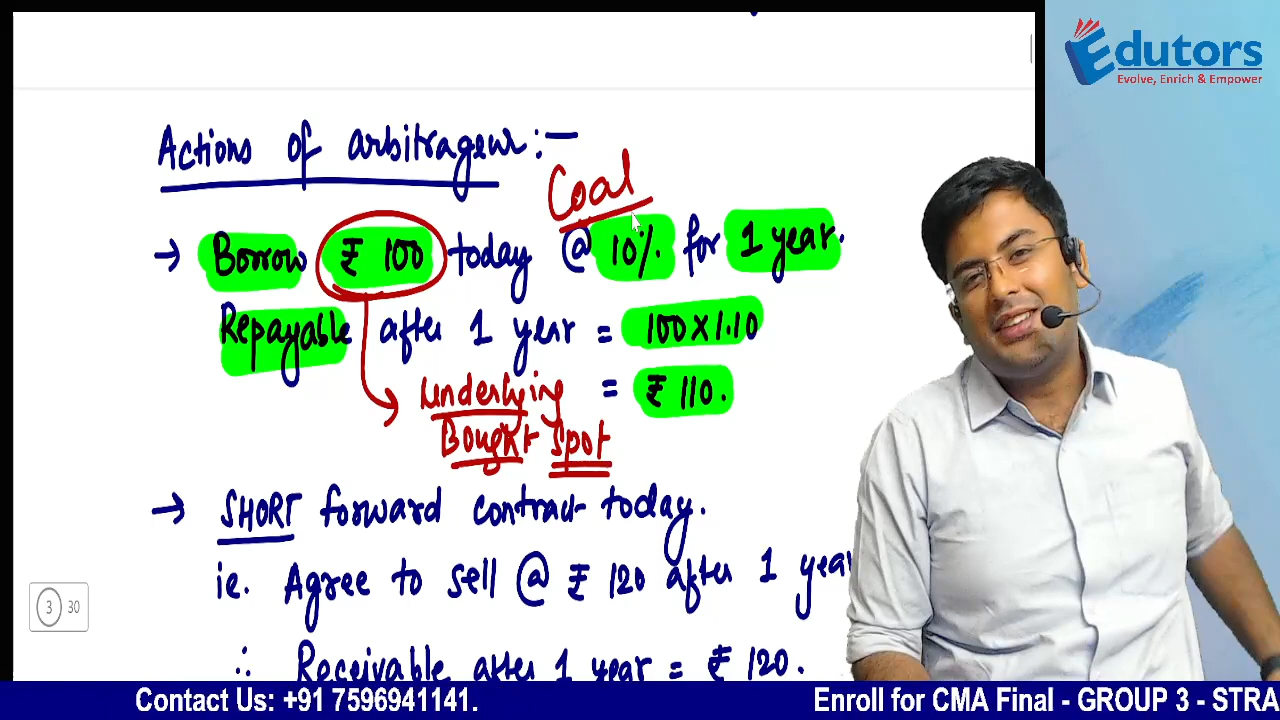 Edutors
Evolve, Enrich & Empower
Actions of arbitrageur:—
Coal
→ Borrow ₹ 100 today @ 10% for 1 year.
Repayable after 1 year = 100 x 1.10
Underlying = ₹ 110.
Bought spot
→ SHORT forward contract today.
ie. Agree to sell @ ₹ 120 after 1 year
∴ Receivable after 1 year = ₹ 120.
3 30
Contact Us: +91 7596941141. Enroll for CMA Final - GROUP 3 - STRA